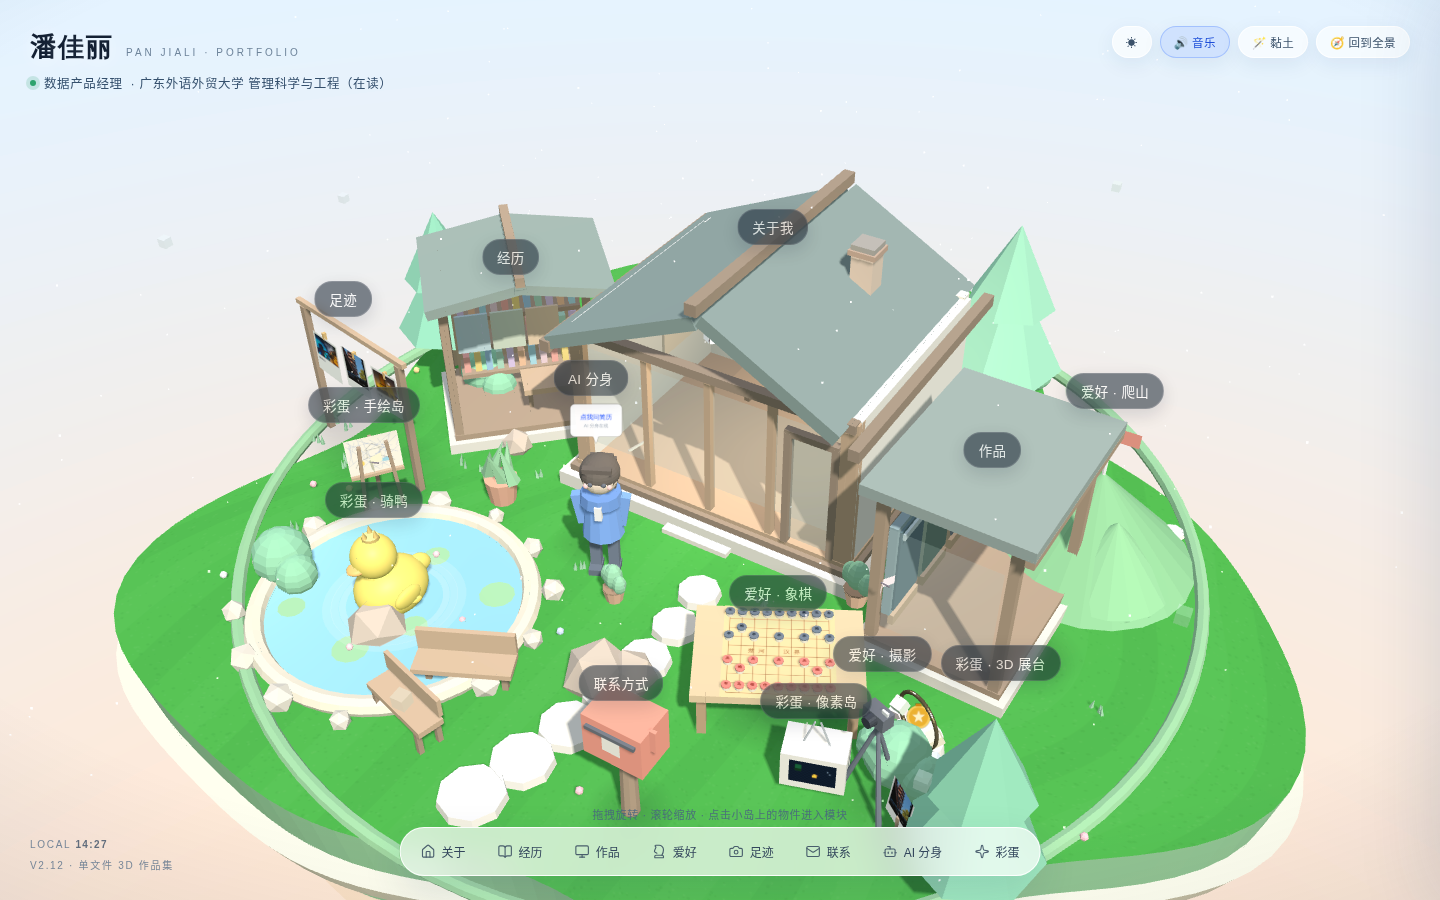 潘佳丽 PAN JIALI · PORTFOLIO
数据产品经理 · 广东外语外贸大学 管理科学与工程（在读）
音乐
黏土
回到全景
关于我
经历
足迹
AI 分身
爱好 · 爬山
彩蛋 · 手绘岛
点我问简历
作品
彩蛋 · 骑鸭
爱好 · 象棋
爱好 · 摄影
彩蛋 · 3D 展台
联系方式
彩蛋 · 像素岛
拖拽旋转 · 滚轮缩放 · 点击小岛上的物件进入模块
LOCAL 14:27
V2.12 · 单文件 3D 作品集
关于
经历
作品
爱好
足迹
联系
AI 分身
彩蛋